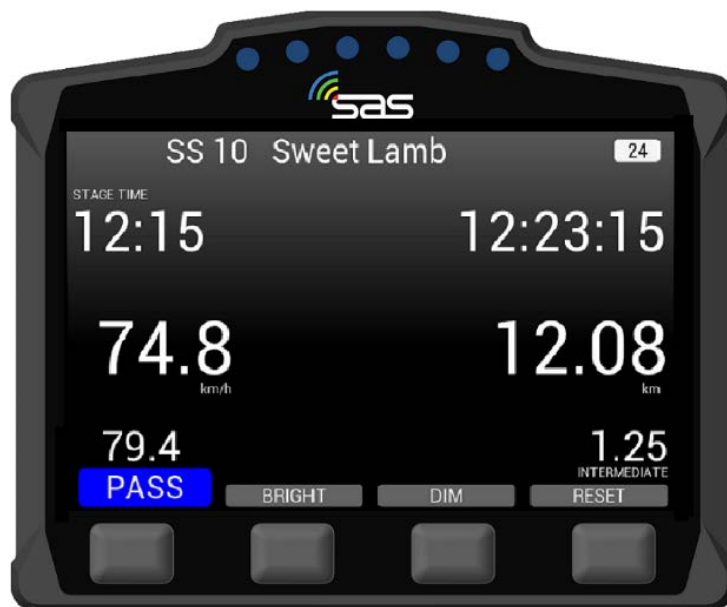 sas
SS 10 Sweet Lamb 24
STAGE TIME
12:15 12:23:15
74.8 12.08
km/h km
79.4 1.25
INTERMEDIATE
PASS BRIGHT DIM RESET